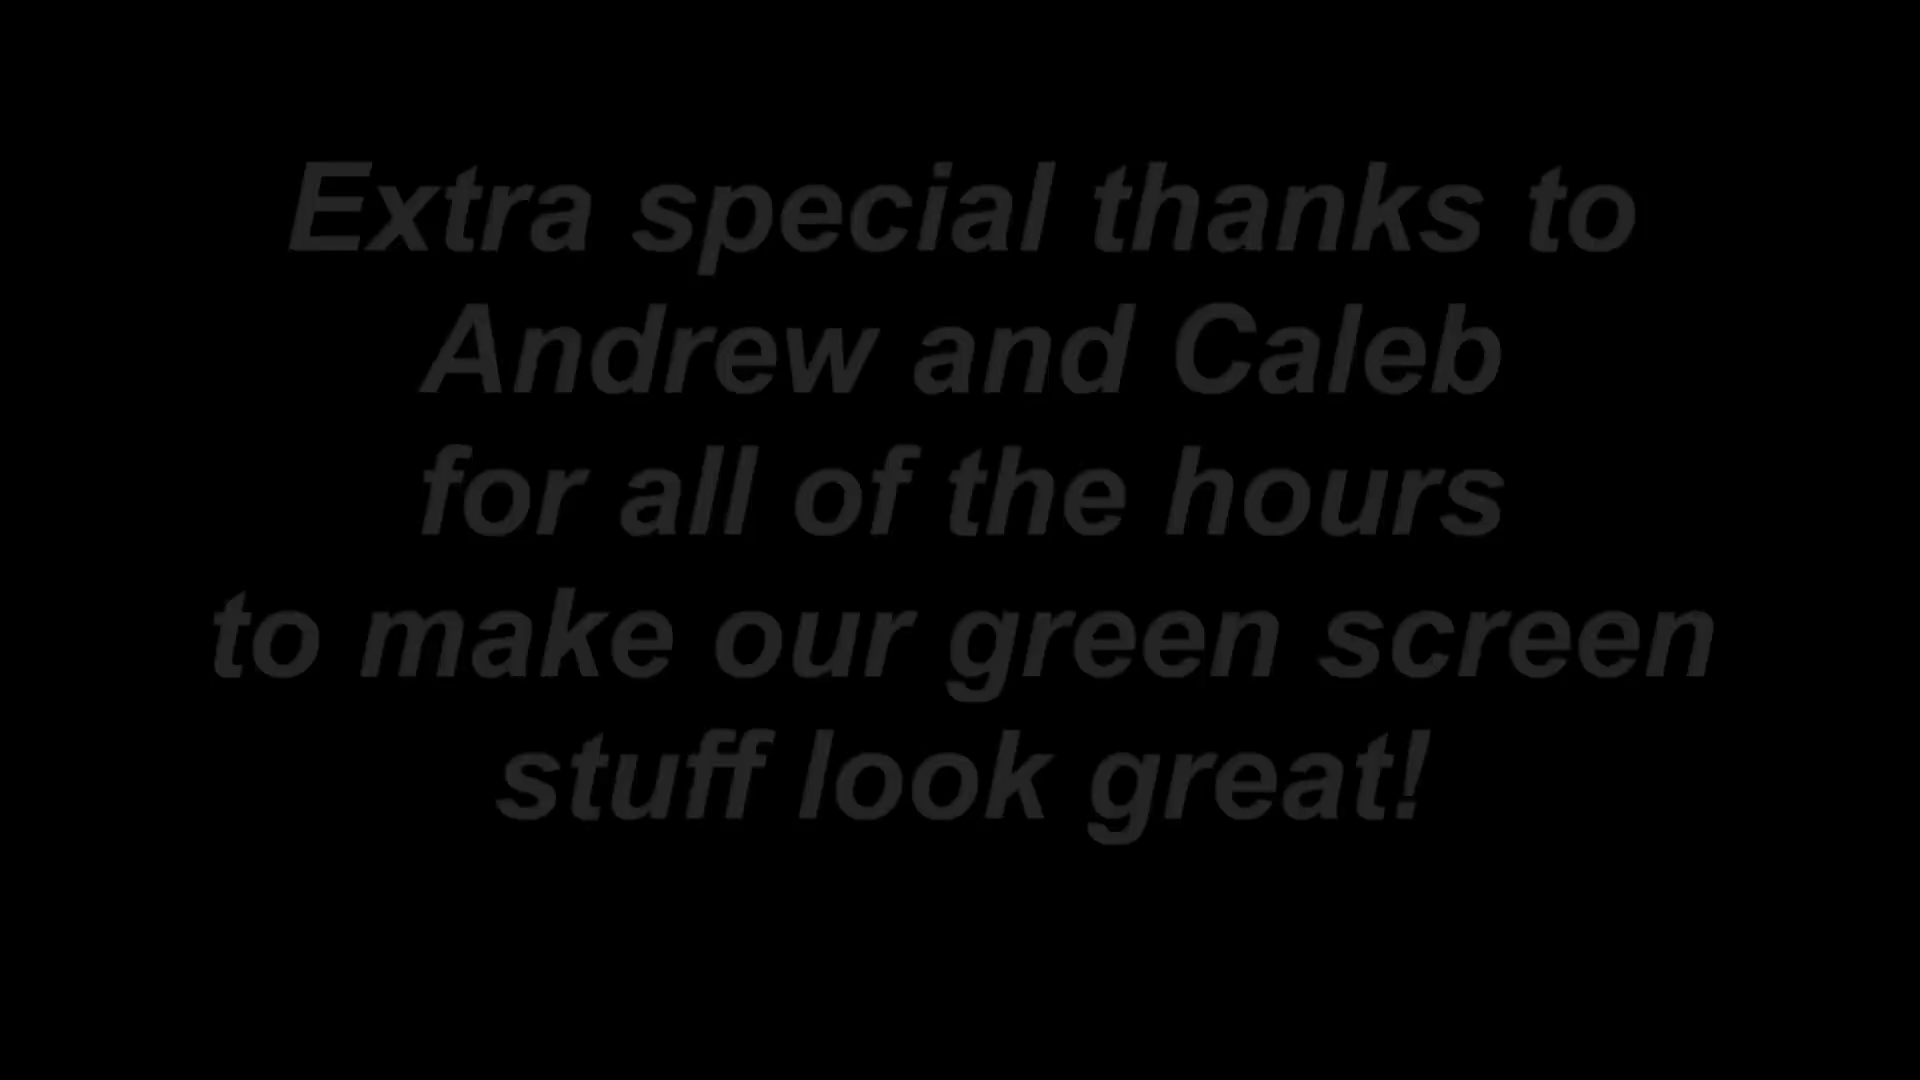 Extra special thanks to
Andrew and Caleb
for all of the hours
to make our green screen
stuff look great!